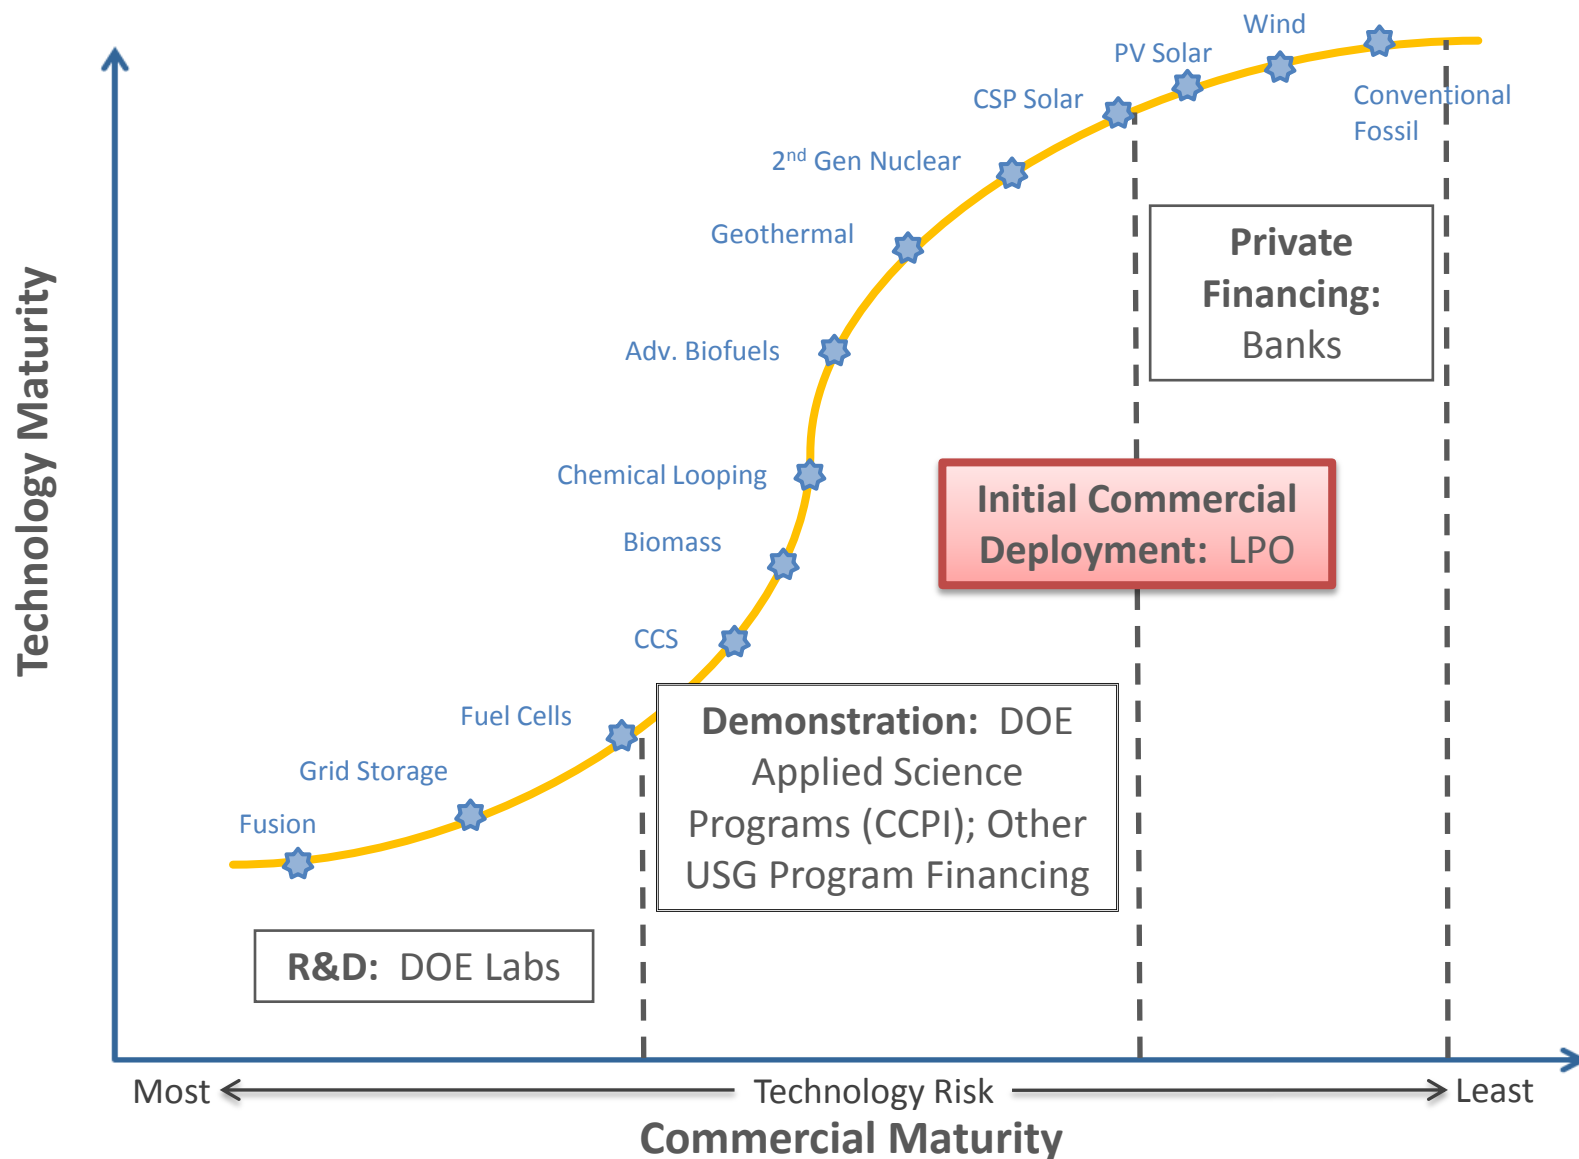 Wind
PV Solar
CSP Solar
Conventional
Fossil
2nd Gen Nuclear
Geothermal
Private
Financing:
Banks
Adv. Biofuels
Technology Maturity
Chemical Looping
Initial Commercial
Deployment: LPO
Biomass
CCS
Fuel Cells
Demonstration: DOE
Applied Science
Programs (CCPI); Other
USG Program Financing
Grid Storage
Fusion
R&D: DOE Labs
Most
Technology Risk
Least
Commercial Maturity